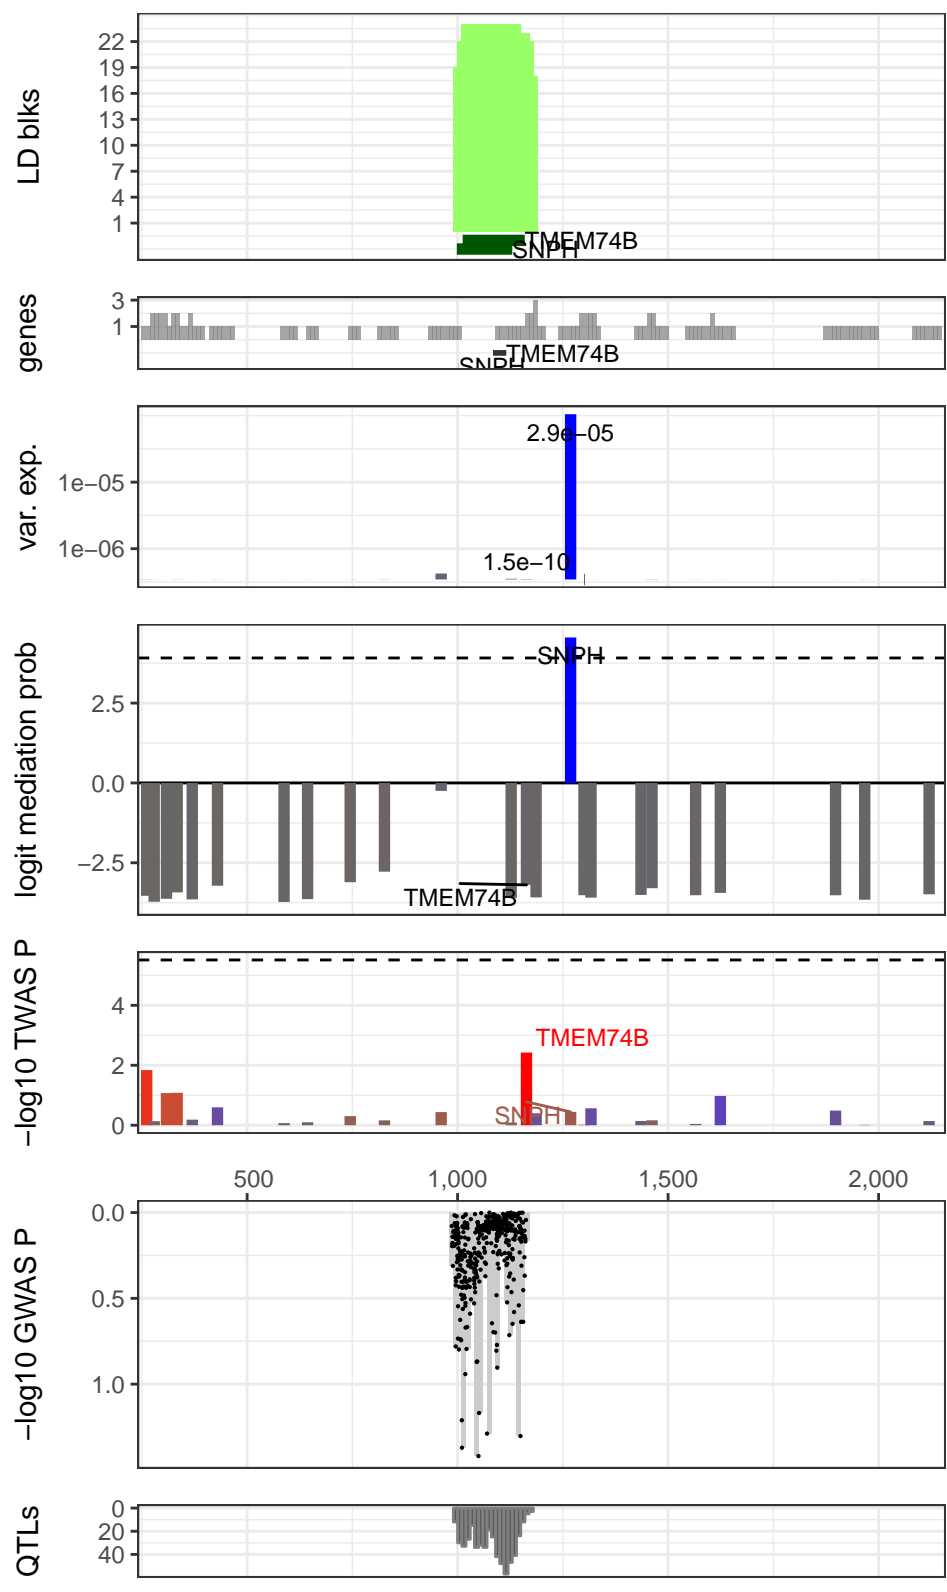 LD blks
22
19
16
13
10
7
4
1
TMEM74B
SNPH
genes
3
1
TMEM74B
SNPH
var. exp.
1e−05
1e−06
2.9e−05
1.5e−10
logit mediation prob
2.5
0.0
−2.5
SNPH
TMEM74B
−log10 TWAS P
4
2
0
TMEM74B
SNPH
500
1,000
1,500
2,000
−log10 GWAS P
0.0
0.5
1.0
QTLs
0
20
40